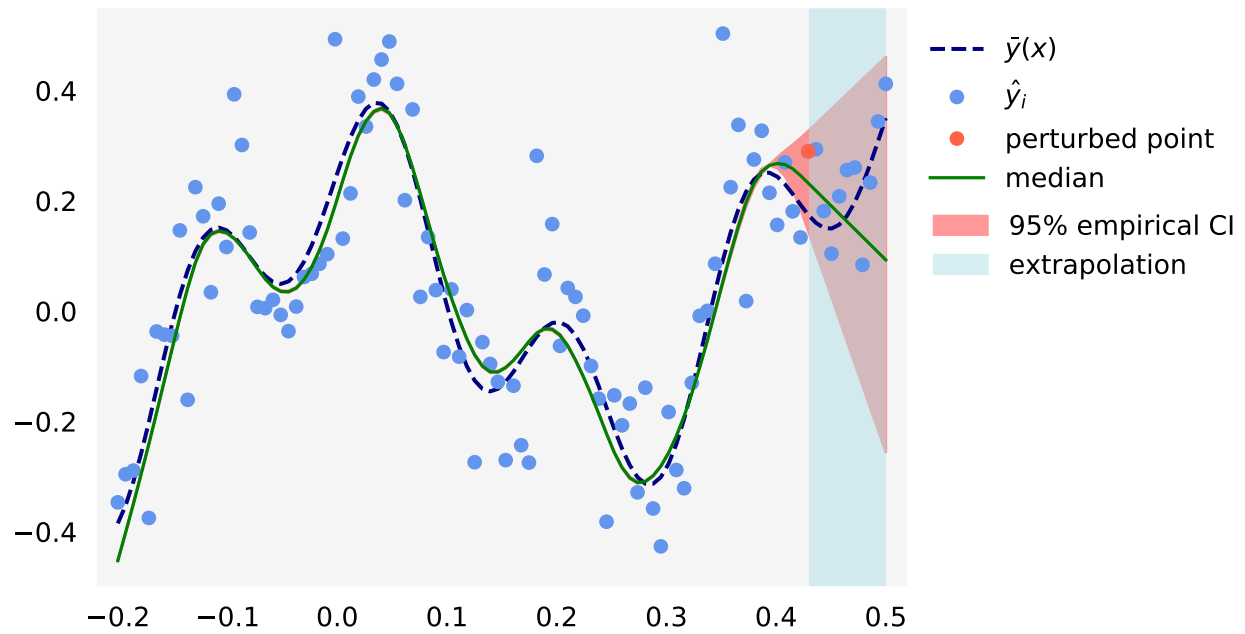 0.4
0.2
0.0
−0.2
−0.4
−0.2
−0.1
0.0
0.1
0.2
0.3
0.4
0.5
ȳ(x)
ŷᵢ
perturbed point
median
95% empirical CI
extrapolation